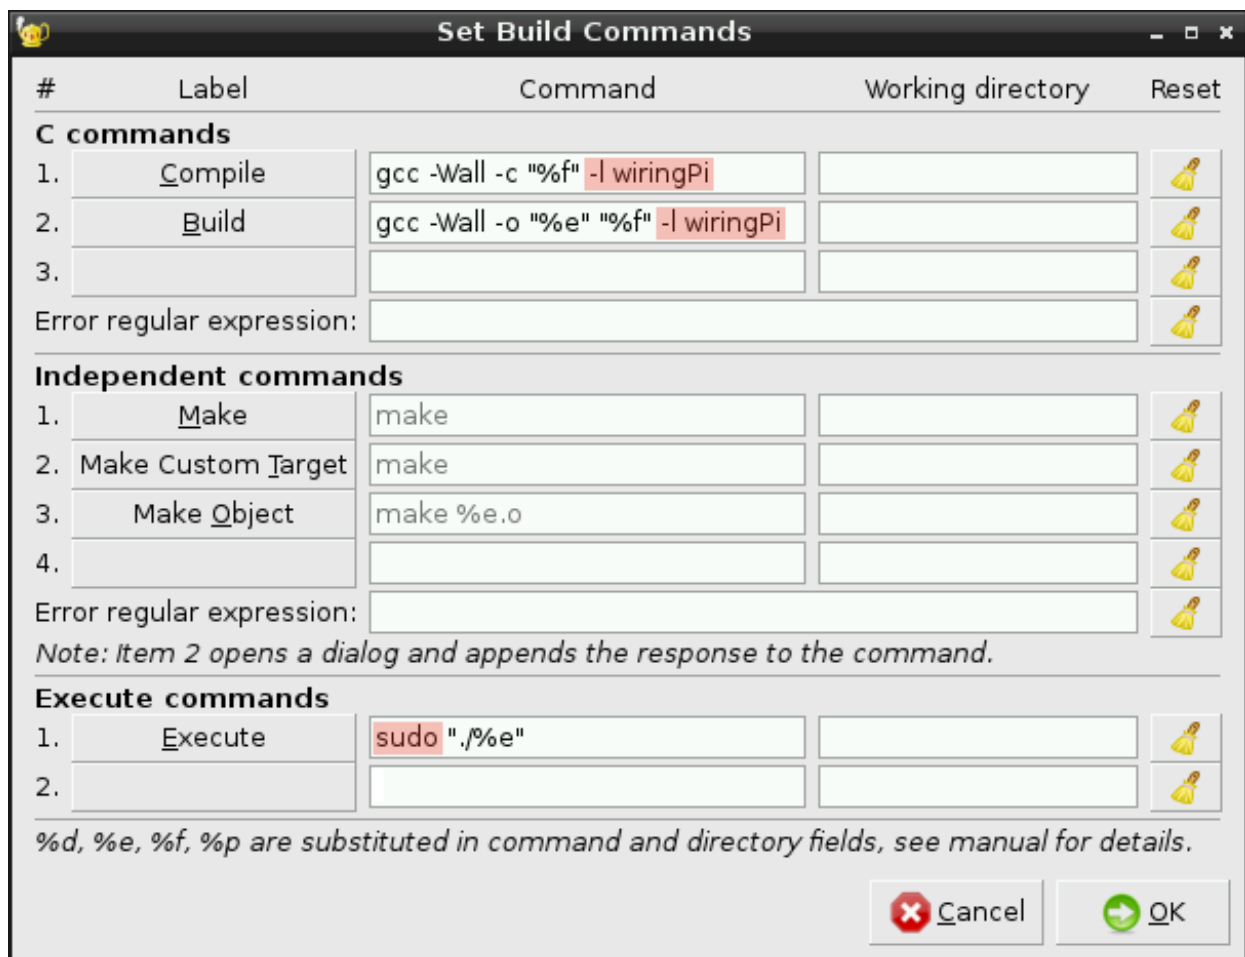 Set Build Commands
# Label Command Working directory Reset
C commands
1. Compile gcc -Wall -c "%f" -l wiringPi
2. Build gcc -Wall -o "%e" "%f" -l wiringPi
3.
Error regular expression:
Independent commands
1. Make make
2. Make Custom Target make
3. Make Object make %e.o
4.
Error regular expression:
Note: Item 2 opens a dialog and appends the response to the command.
Execute commands
1. Execute sudo "./%e"
2.
%d, %e, %f, %p are substituted in command and directory fields, see manual for details.
Cancel OK